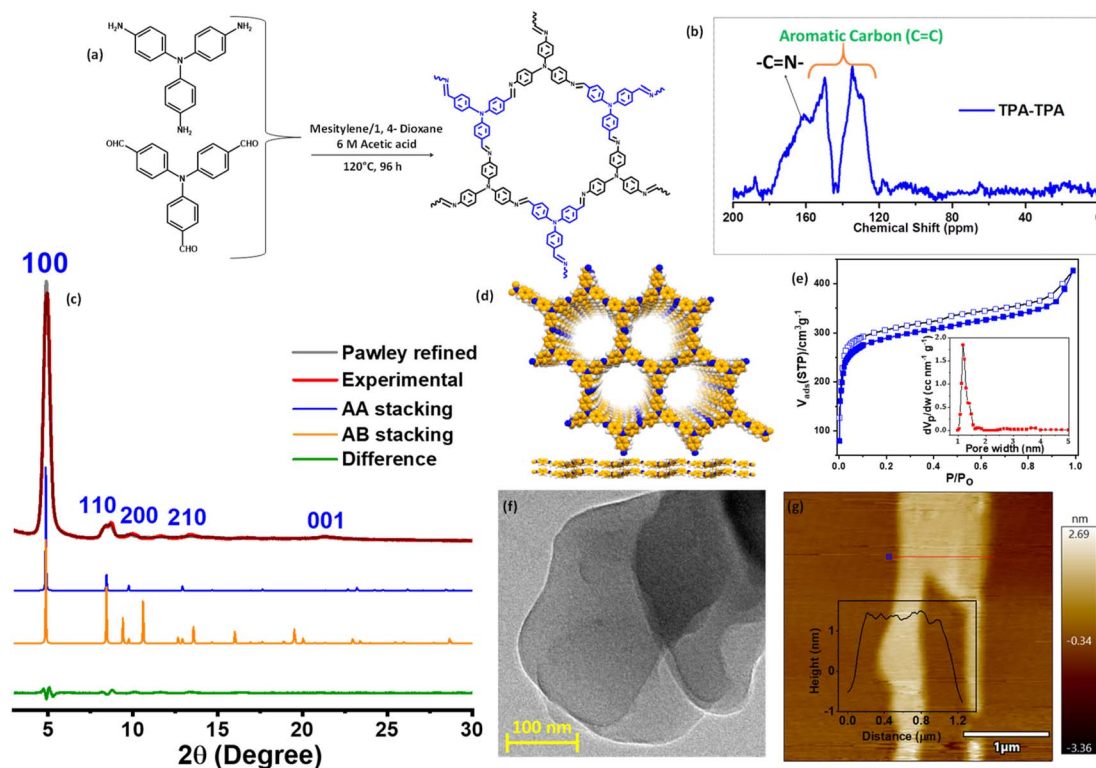 (a)
H₂N
NH₂
N
NH₂
OHC
CHO
N
CHO
Mesitylene/1, 4- Dioxane
6 M Acetic acid
120°C, 96 h
(b)
Aromatic Carbon (C=C)
-C=N-
TPA-TPA
200 160 120 80 40 0
Chemical Shift (ppm)
(c)
100
110
200
210
001
Pawley refined
Experimental
AA stacking
AB stacking
Difference
5 10 15 20 25 30
2θ (Degree)
(d)
(e)
Vads(STP)/cm³g⁻¹
400
300
200
100
0.0 0.2 0.4 0.6 0.8 1.0
P/Po
dVp/dw (cc nm⁻¹ g⁻¹)
2.0
1.5
1.0
0.5
0.0
1 2 3 4 5
Pore width (nm)
(f)
100 nm
(g)
Height (nm)
1
0
-1
0.0 0.4 0.8 1.2
Distance (μm)
1μm
nm
2.69
-0.34
-3.36